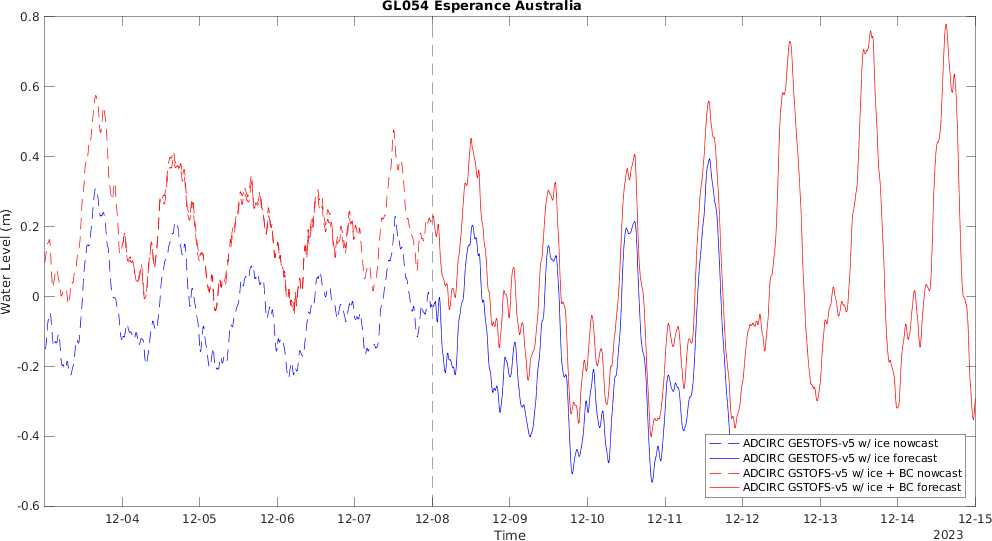 GL054 Esperance Australia
0.8
0.6
0.4
0.2
0
-0.2
-0.4
-0.6
Water Level (m)
12-04 12-05 12-06 12-07 12-08 12-09 12-10 12-11 12-12 12-13 12-14 12-15
Time
2023
ADCIRC GESTOFS-v5 w/ ice nowcast
ADCIRC GESTOFS-v5 w/ ice forecast
ADCIRC GSTOFS-v5 w/ ice + BC nowcast
ADCIRC GSTOFS-v5 w/ ice + BC forecast